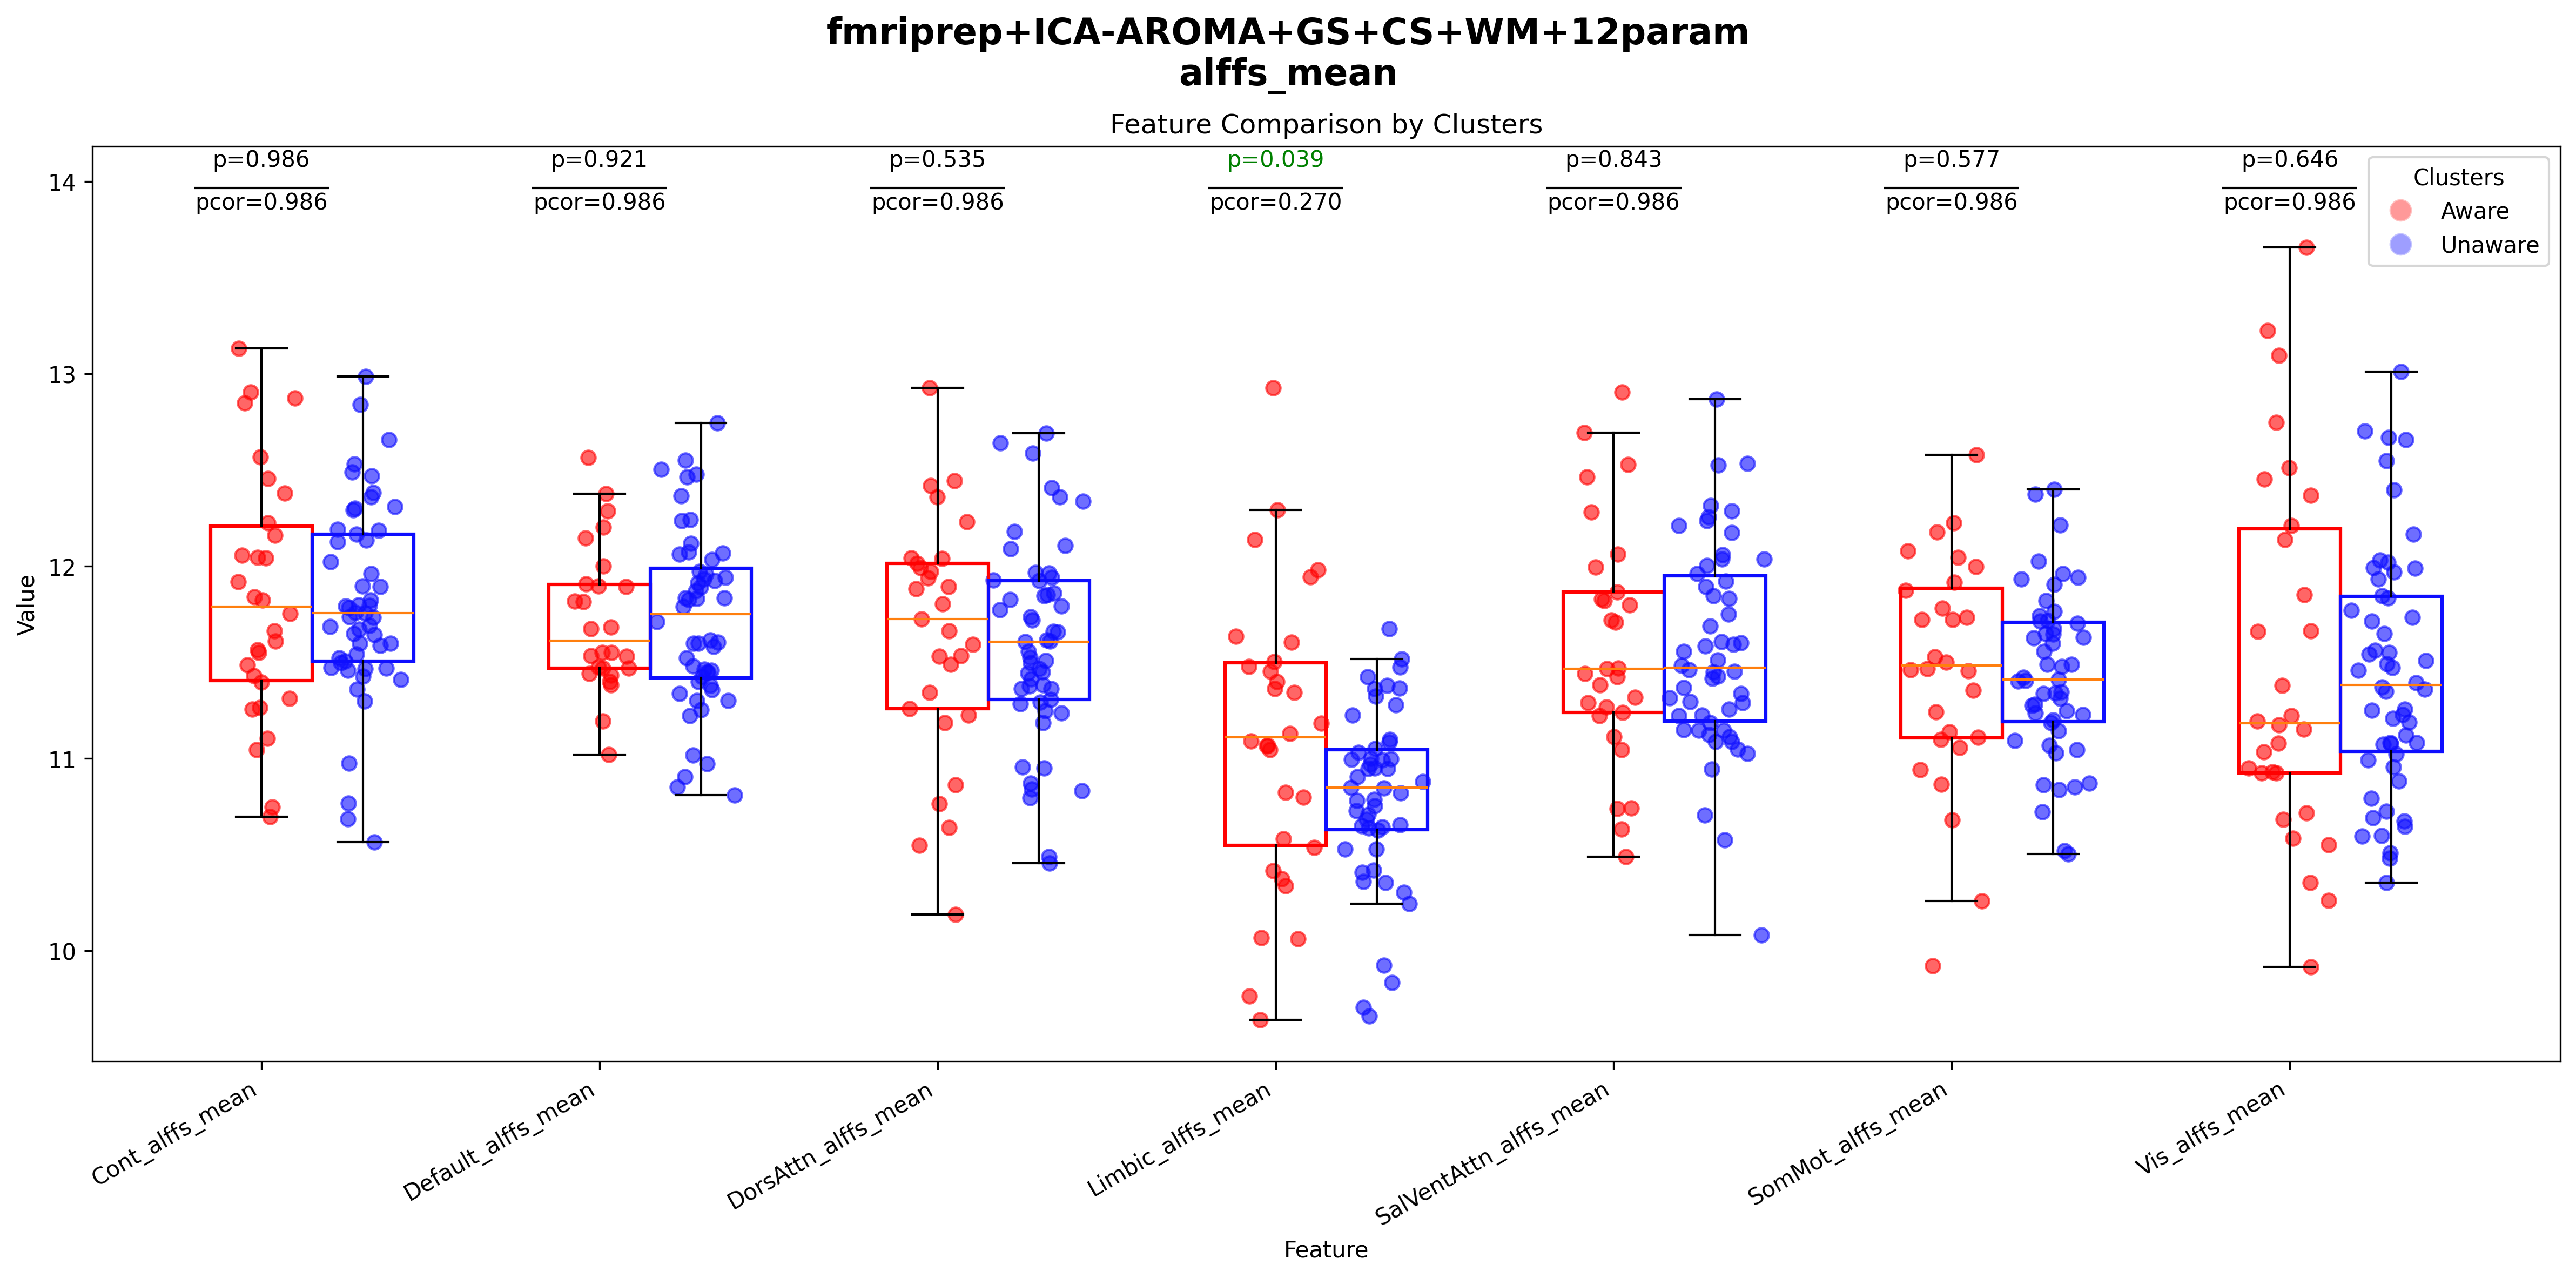 fmriprep+ICA-AROMA+GS+CS+WM+12param
alffs_mean
Feature Comparison by Clusters
p=0.986
pcor=0.986
p=0.921
pcor=0.986
p=0.535
pcor=0.986
p=0.039
pcor=0.270
p=0.843
pcor=0.986
p=0.577
pcor=0.986
p=0.646
pcor=0.986
Clusters
Aware
Unaware
Value
14
13
12
11
10
Cont_alffs_mean
Default_alffs_mean
DorsAttn_alffs_mean
Limbic_alffs_mean
SalVentAttn_alffs_mean
SomMot_alffs_mean
Vis_alffs_mean
Feature